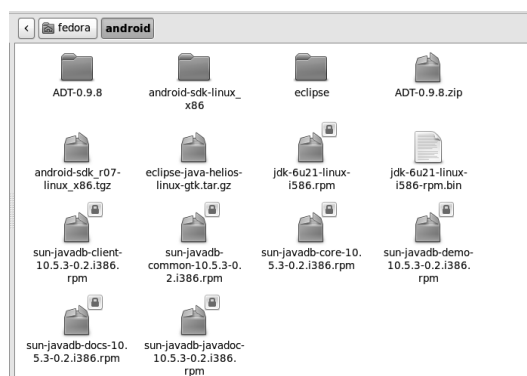 fedora android
ADT-0.9.8
android-sdk-linux_
x86
eclipse
ADT-0.9.8.zip
android-sdk_r07-
linux_x86.tgz
eclipse-java-helios-
linux-gtk.tar.gz
jdk-6u21-linux-
i586.rpm
jdk-6u21-linux-
i586-rpm.bin
sun-javadb-client-
10.5.3-0.2.i386.
rpm
sun-javadb-
common-10.5.3-0.
2.i386.rpm
sun-javadb-core-10.
5.3-0.2.i386.rpm
sun-javadb-demo-
10.5.3-0.2.i386.
rpm
sun-javadb-docs-10.
5.3-0.2.i386.rpm
sun-javadb-javadoc-
10.5.3-0.2.i386.
rpm